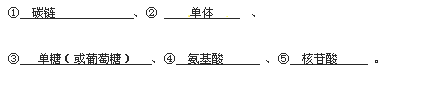 ① 碳链 、② 单体 、
③ 单糖（或葡萄糖） 、④ 氨基酸 、⑤ 核苷酸 。